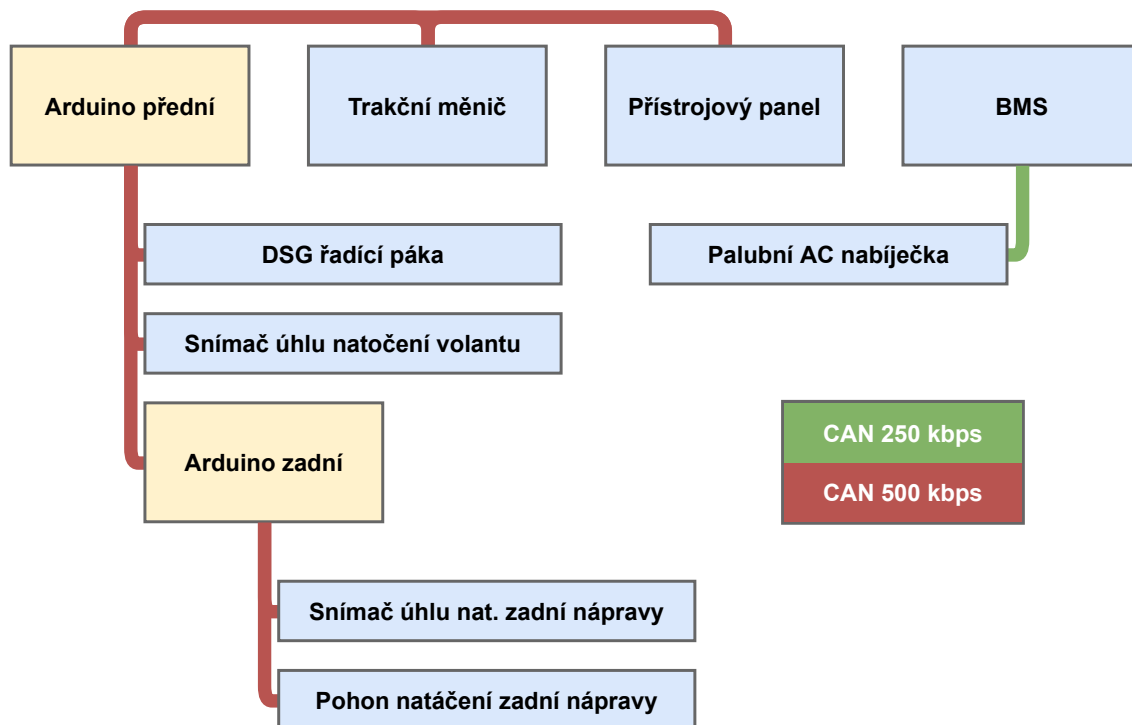 Arduino přední
Trakční měnič
Přístrojový panel
BMS
DSG řadící páka
Palubní AC nabíječka
Snímač úhlu natočení volantu
Arduino zadní
CAN 250 kbps
CAN 500 kbps
Snímač úhlu nat. zadní nápravy
Pohon natáčení zadní nápravy